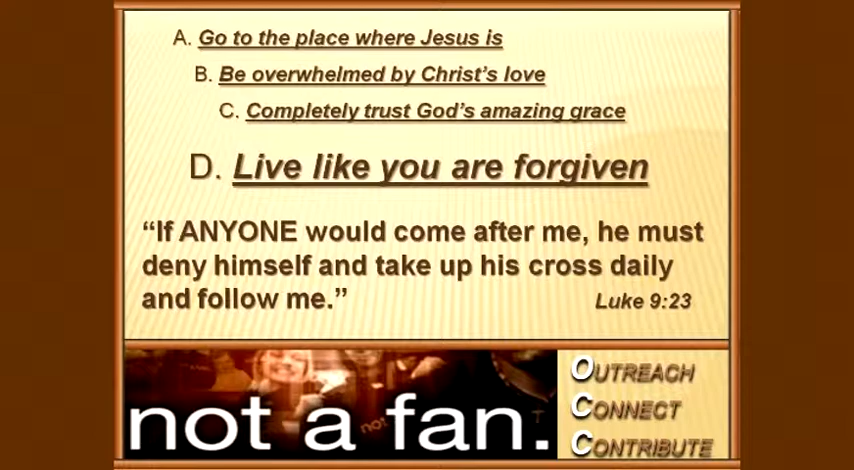 A. Go to the place where Jesus is
B. Be overwhelmed by Christ's love
C. Completely trust God's amazing grace
D. Live like you are forgiven
“If ANYONE would come after me, he must
deny himself and take up his cross daily
and follow me.” Luke 9:23
not a fan.
not
OUTREACH
CONNECT
CONTRIBUTE